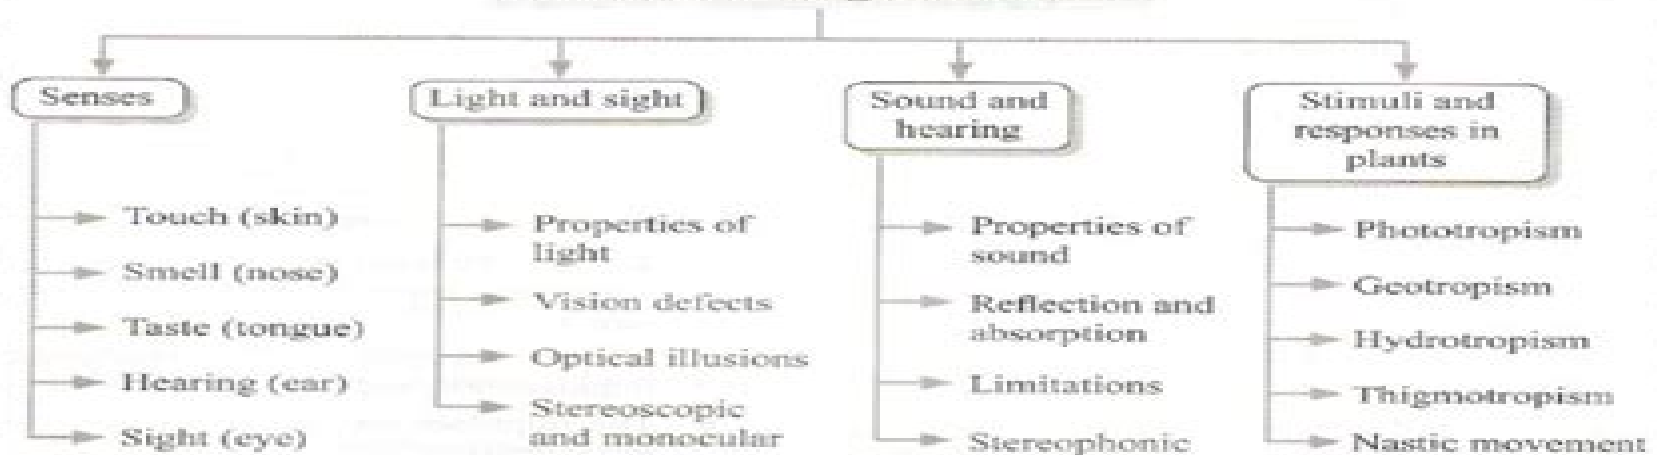 Senses
Touch (skin)
Smell (nose)
Taste (tongue)
Hearing (ear)
Sight (eye)
Light and sight
Properties of
light
Vision defects
Optical illusions
Stereoscopic
and monocular
Sound and
hearing
Properties of
sound
Reflection and
absorption
Limitations
Stereophonic
Stimuli and
responses in
plants
Phototropism
Geotropism
Hydrotropism
Thigmotropism
Nastic movement